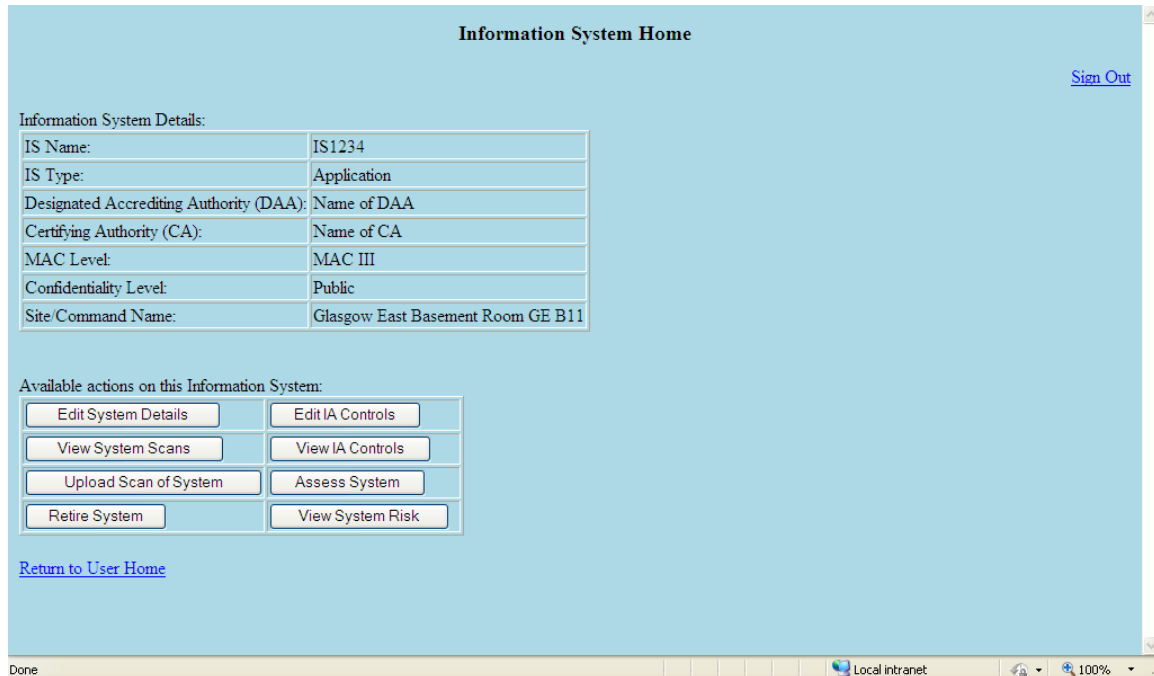 Information System Home
Sign Out
Information System Details:
IS Name: IS1234
IS Type: Application
Designated Accrediting Authority (DAA): Name of DAA
Certifying Authority (CA): Name of CA
MAC Level: MAC III
Confidentiality Level: Public
Site/Command Name: Glasgow East Basement Room GE B11
Available actions on this Information System:
Edit System Details Edit IA Controls
View System Scans View IA Controls
Upload Scan of System Assess System
Retire System View System Risk
Return to User Home
Done Local intranet 100%